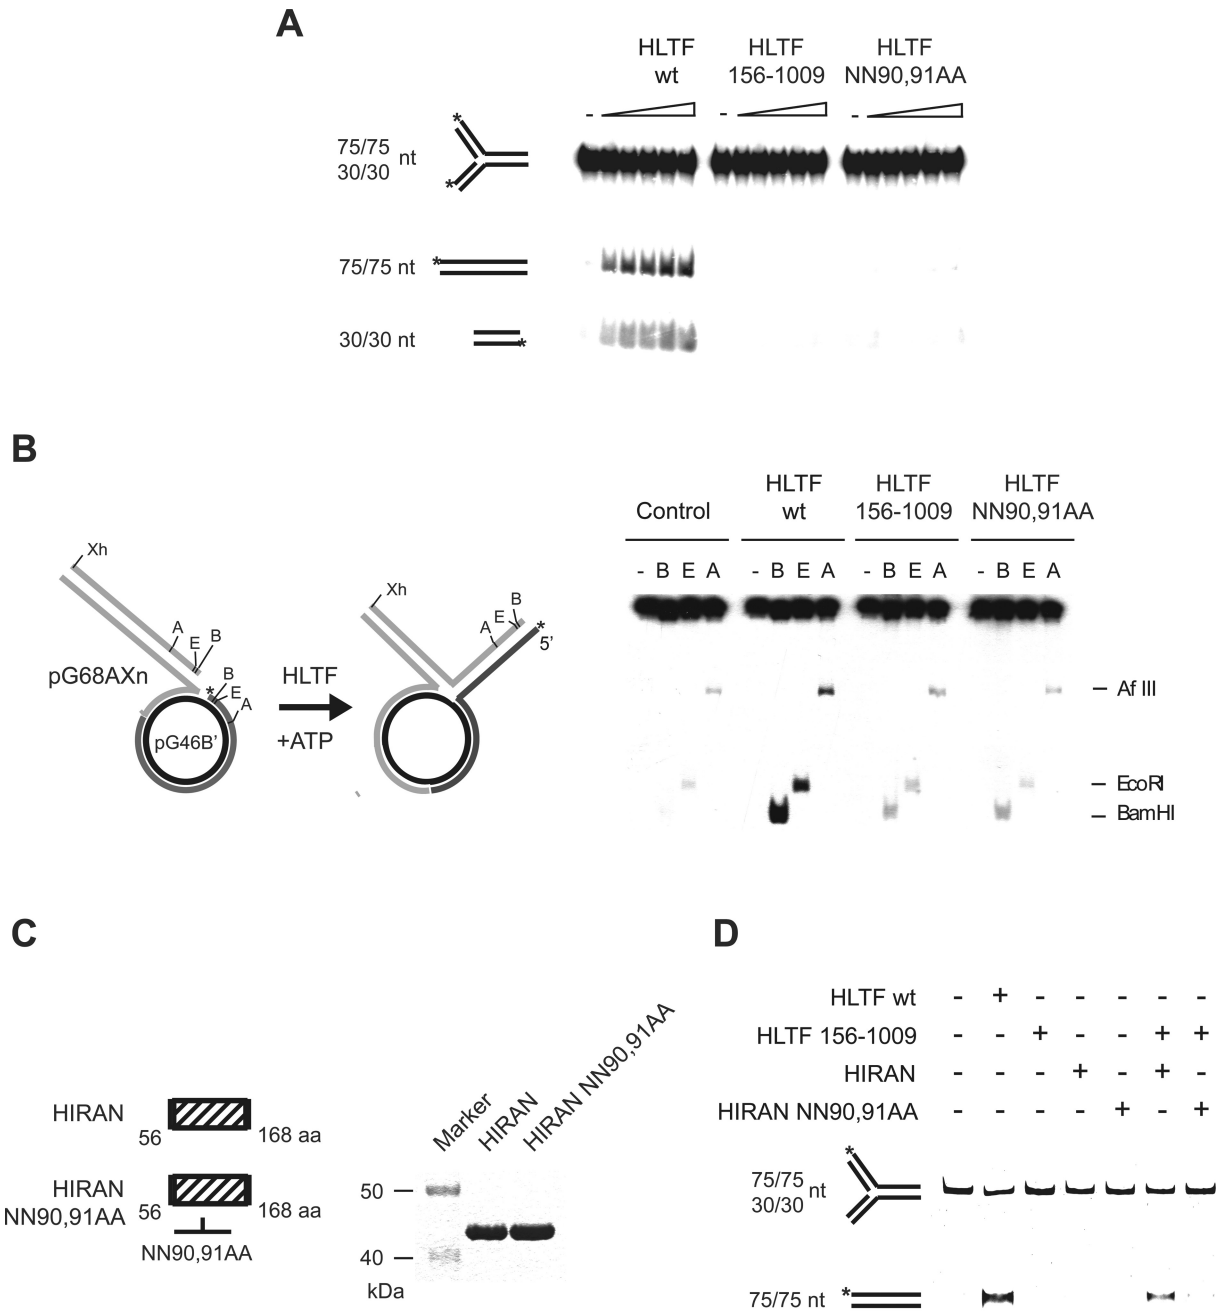 A
HLTF
wt
HLTF
156-1009
HLTF
NN90,91AA
- - -
75/75
30/30 nt
*
*
75/75 nt
*
30/30 nt
*
B
Control
HLTF
wt
HLTF
156-1009
HLTF
NN90,91AA
- B E A - B E A - B E A - B E A
Xh
A
E
B
pG68AXn
*
B
E
A
pG46B’
HLTF
+ATP
Xh
A
E
B
*
5’
Af III
EcoRI
BamHI
C
HIRAN
56
168 aa
HIRAN
NN90,91AA
56
168 aa
NN90,91AA
Marker
HIRAN
HIRAN NN90,91AA
50
40
kDa
D
HLTF wt - + - - - - -
HLTF 156-1009 - - + - - + +
HIRAN - - - + - + -
HIRAN NN90,91AA - - - - + - +
*
75/75
30/30 nt
75/75 nt
*